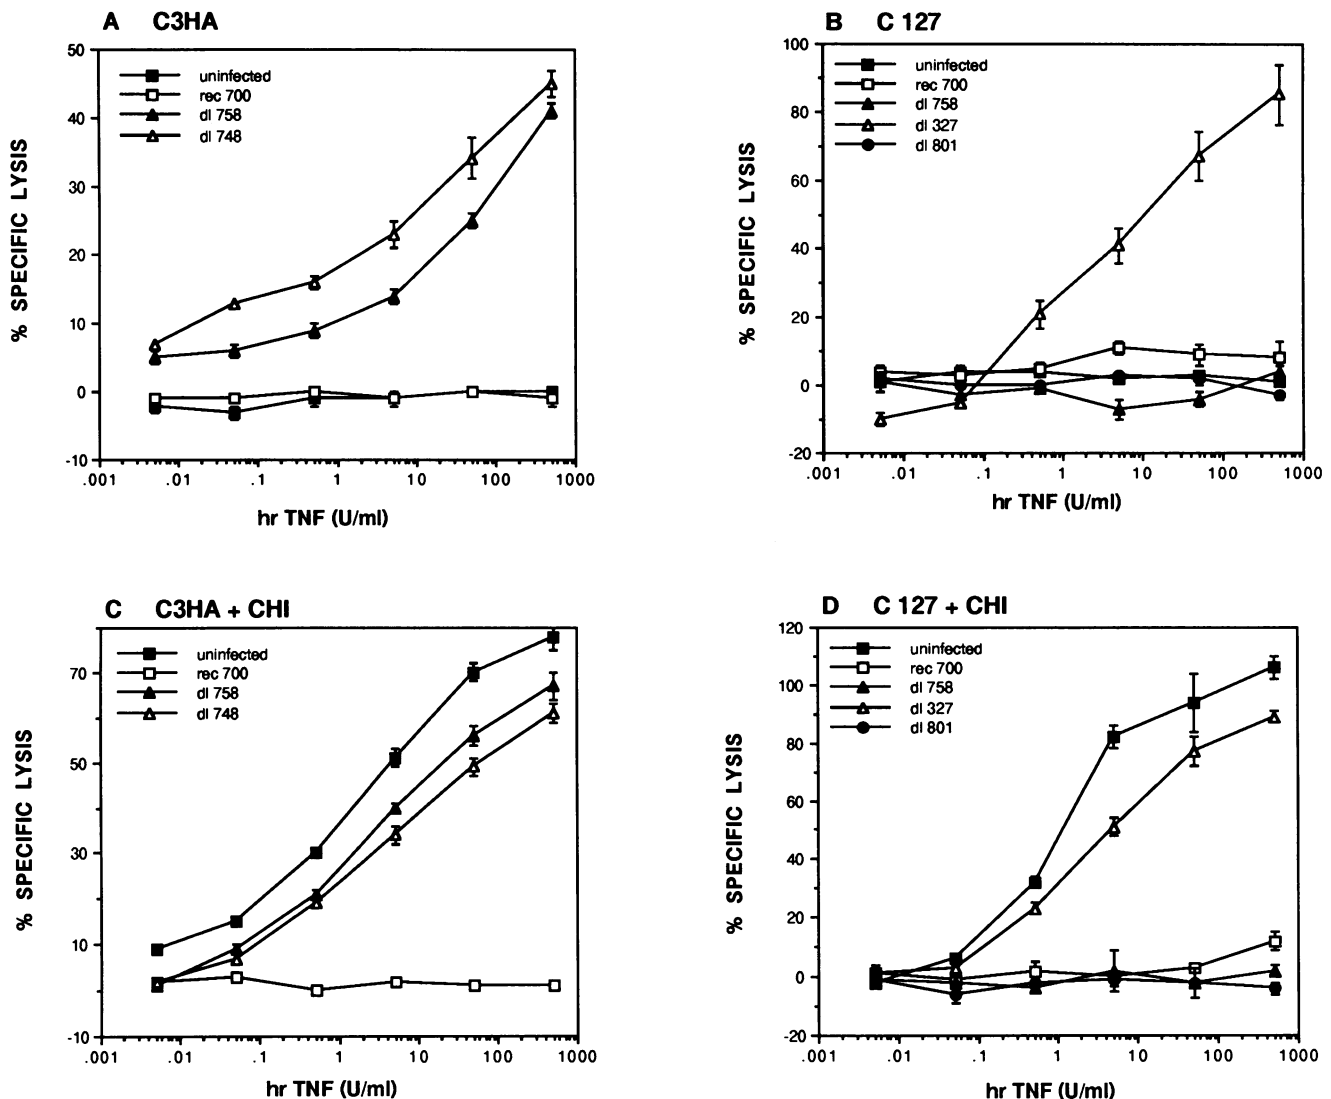 A C3HA
50
40
30
20
10
0
-10
% SPECIFIC LYSIS
uninfected
rec 700
dl 758
dl 748
.001 .01 .1 1 10 100 1000
hr TNF (U/ml)
B C 127
100
80
60
40
20
0
-20
% SPECIFIC LYSIS
uninfected
rec 700
dl 758
dl 327
dl 801
.001 .01 .1 1 10 100 1000
hr TNF (U/ml)
C C3HA + CHI
70
50
30
10
-10
% SPECIFIC LYSIS
uninfected
rec 700
dl 758
dl 748
.001 .01 .1 1 10 100 1000
hr TNF (U/ml)
D C 127 + CHI
120
100
80
60
40
20
0
-20
% SPECIFIC LYSIS
uninfected
rec 700
dl 758
dl 327
dl 801
.001 .01 .1 1 10 100 1000
hr TNF (U/ml)